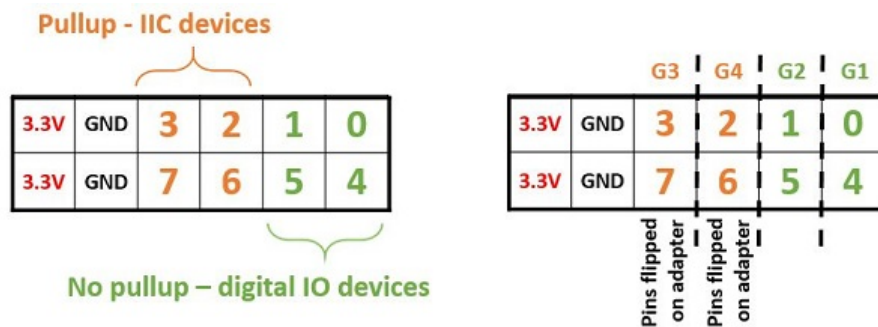 Pullup - IIC devices
3.3V GND 3 2 1 0
3.3V GND 7 6 5 4
No pullup – digital IO devices
G3 G4 G2 G1
3.3V GND 3 2 1 0
3.3V GND 7 6 5 4
Pins flipped
on adapter
Pins flipped
on adapter